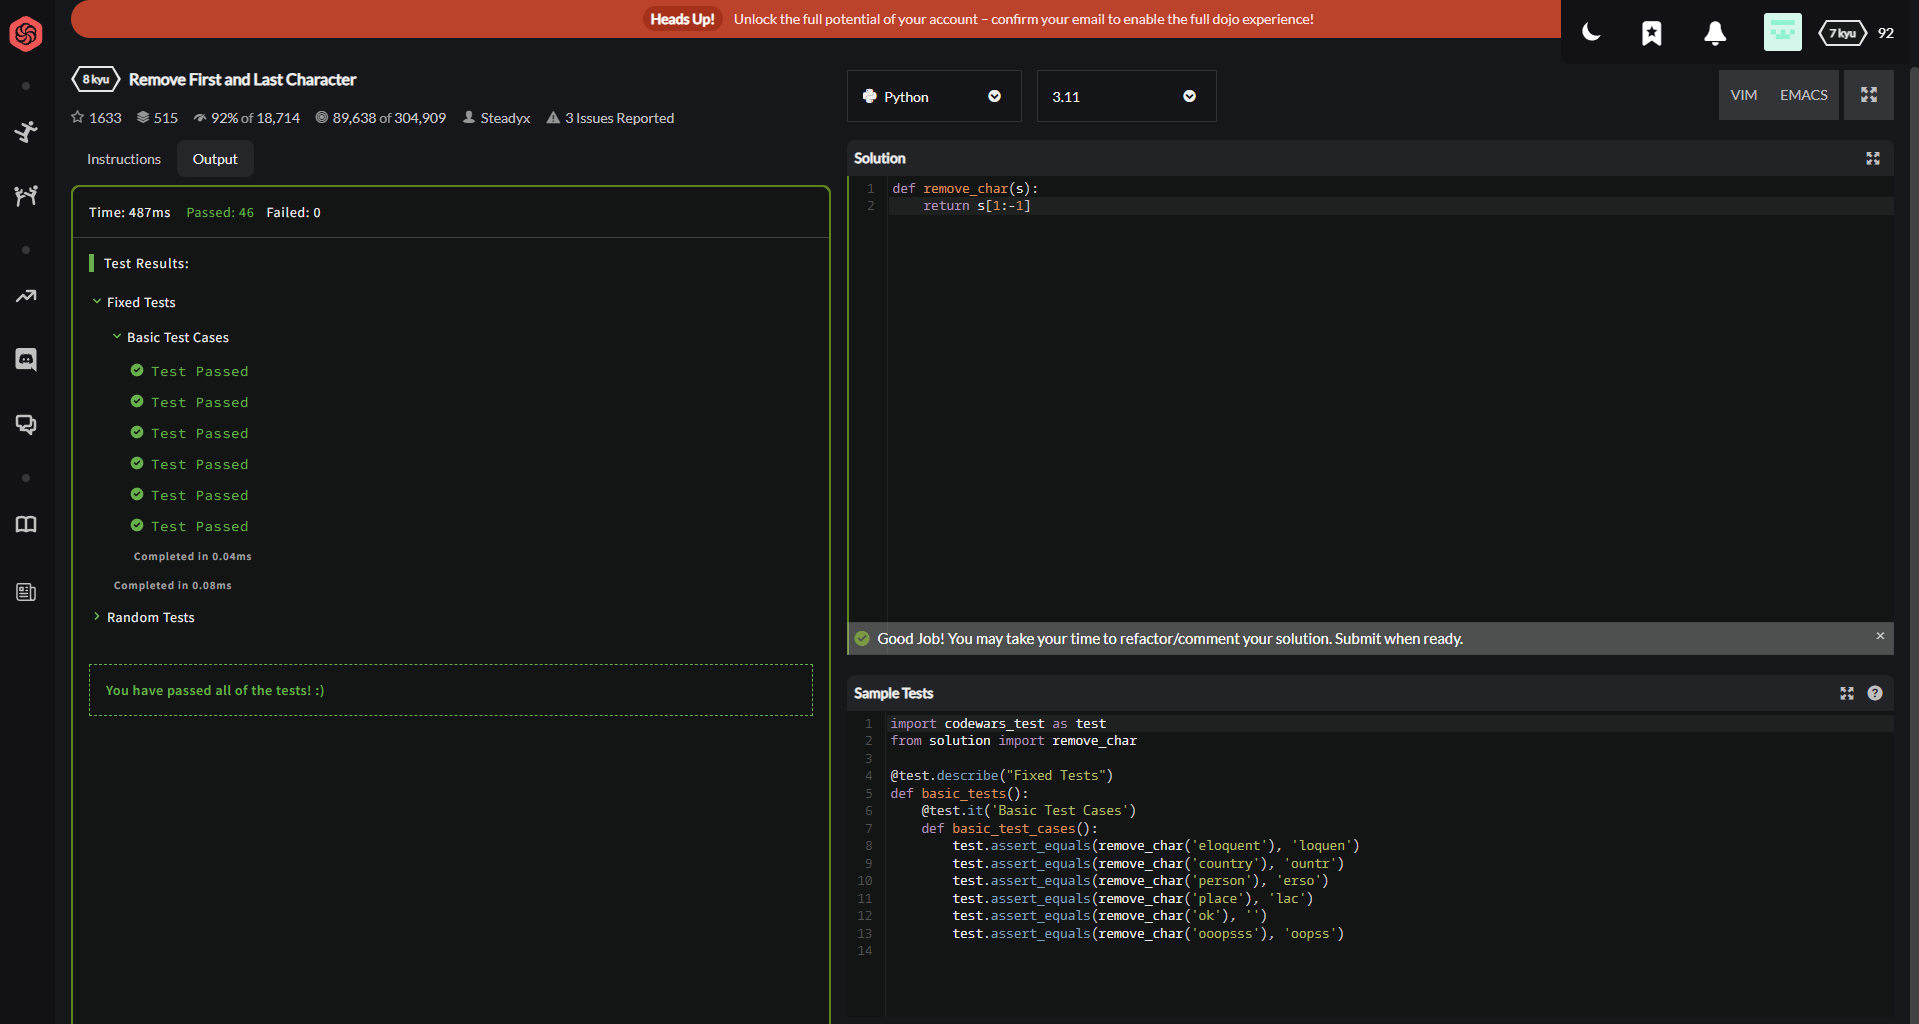 Heads Up! Unlock the full potential of your account – confirm your email to enable the full dojo experience!
7 kyu 92
8 kyu Remove First and Last Character
1633 515 92% of 18,714 89,638 of 304,909 Steadyx 3 Issues Reported
Instructions Output
Time: 487ms Passed: 46 Failed: 0
Test Results:
Fixed Tests
Basic Test Cases
Test Passed
Test Passed
Test Passed
Test Passed
Test Passed
Test Passed
Completed in 0.04ms
Completed in 0.08ms
Random Tests
You have passed all of the tests! :)
Python 3.11 VIM EMACS
Solution
1 def remove_char(s):
2     return s[1:-1]
Good Job! You may take your time to refactor/comment your solution. Submit when ready. ×
Sample Tests ?
1 import codewars_test as test
2 from solution import remove_char
3
4 @test.describe("Fixed Tests")
5 def basic_tests():
6     @test.it('Basic Test Cases')
7     def basic_test_cases():
8         test.assert_equals(remove_char('eloquent'), 'loquen')
9         test.assert_equals(remove_char('country'), 'ountr')
10         test.assert_equals(remove_char('person'), 'erso')
11         test.assert_equals(remove_char('place'), 'lac')
12         test.assert_equals(remove_char('ok'), '')
13         test.assert_equals(remove_char('ooopsss'), 'oopss')
14